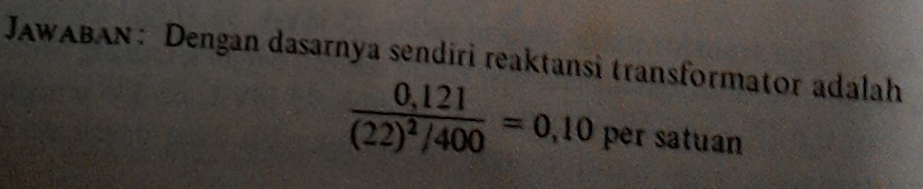 JAWABAN: Dengan dasarnya sendiri reaktansi transformator adalah
0,121
(22)²/400 = 0,10 per satuan